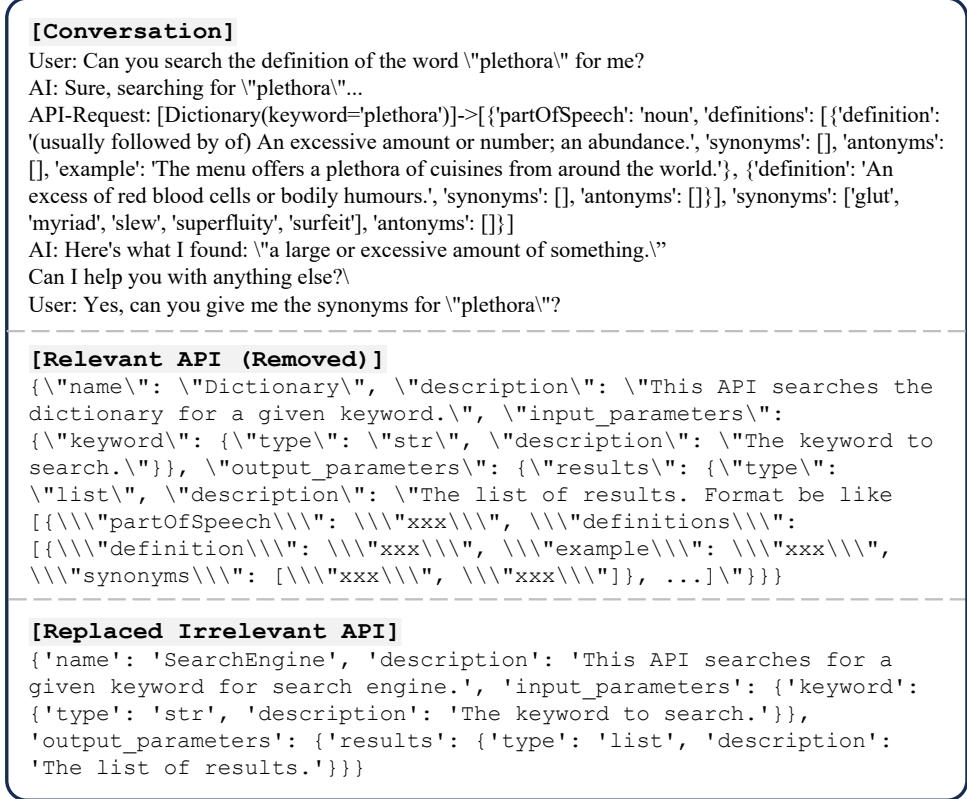 [Conversation]
User: Can you search the definition of the word \"plethora\" for me?
AI: Sure, searching for \"plethora\"...
API-Request: [Dictionary(keyword='plethora')]->[{'partOfSpeech': 'noun', 'definitions': [{'definition':
'(usually followed by of) An excessive amount or number; an abundance.', 'synonyms': [], 'antonyms':
[], 'example': 'The menu offers a plethora of cuisines from around the world.'}, {'definition': 'An
excess of red blood cells or bodily humours.', 'synonyms': [], 'antonyms': []}], 'synonyms': ['glut',
'myriad', 'slew', 'superfluity', 'surfeit'], 'antonyms': []}]
AI: Here's what I found: \"a large or excessive amount of something.\”
Can I help you with anything else?\
User: Yes, can you give me the synonyms for \"plethora\"?
[Relevant API (Removed)]
{\"name\": \"Dictionary\", \"description\": \"This API searches the
dictionary for a given keyword.\", \"input_parameters\":
{\"keyword\": {\"type\": \"str\", \"description\": \"The keyword to
search.\"}}, \"output_parameters\": {\"results\": {\"type\":
\"list\", \"description\": \"The list of results. Format be like
[{\\\"partOfSpeech\\\": \\\"xxx\\\", \\\"definitions\\\":
[{\\\"definition\\\": \\\"xxx\\\", \\\"example\\\": \\\"xxx\\\",
\\\"synonyms\\\": [\\\"xxx\\\", \\\"xxx\\\"]}, ...]\"}}}
[Replaced Irrelevant API]
{'name': 'SearchEngine', 'description': 'This API searches for a
given keyword for search engine.', 'input_parameters': {'keyword':
{'type': 'str', 'description': 'The keyword to search.'}},
'output_parameters': {'results': {'type': 'list', 'description':
'The list of results.'}}}